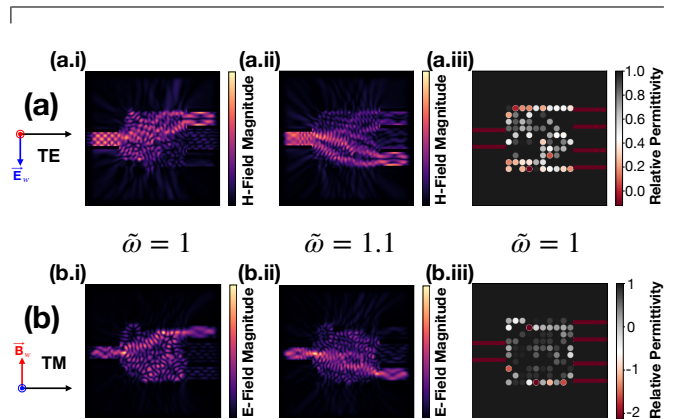 (a.i) (a.ii) (a.iii)
(a)
TE
E_w
H-Field Magnitude
H-Field Magnitude
1.0
0.8
0.6
0.4
0.2
0.0
Relative Permittivity
ω̃ = 1 ω̃ = 1.1 ω̃ = 1
(b.i) (b.ii) (b.iii)
(b)
B_w
TM
E-Field Magnitude
E-Field Magnitude
1
0
-1
-2
Relative Permittivity